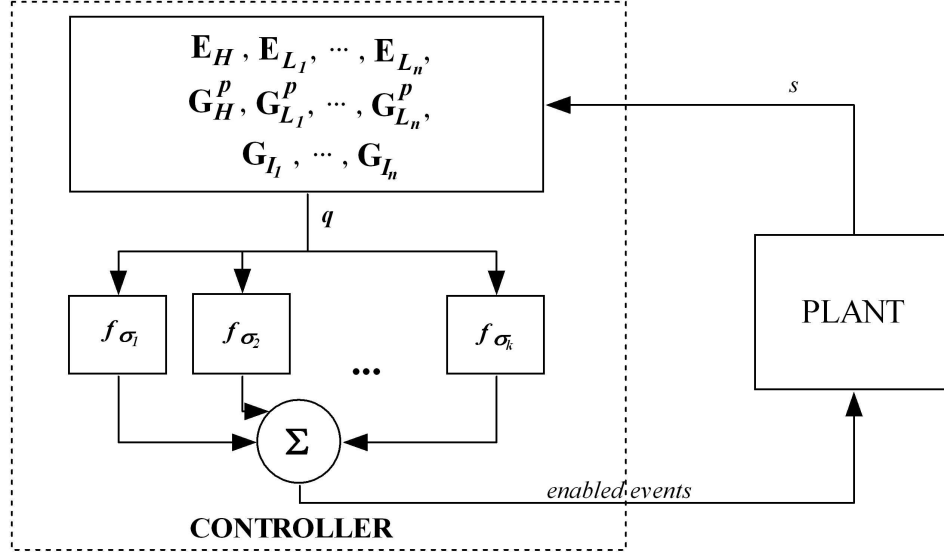 E_H, E_{L_1}, ⋯, E_{L_n},
G_H^p, G_{L_1}^p, ⋯, G_{L_n}^p,
G_{I_1}, ⋯, G_{I_n}
s
q
PLANT
f_{σ_1} f_{σ_2} ... f_{σ_k}
Σ
enabled events
CONTROLLER